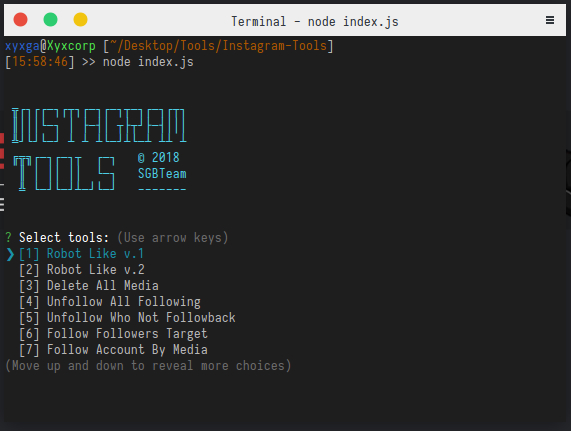 Terminal - node index.js
xyxga@Xyxcorp [~/Desktop/Tools/Instagram-Tools]
[15:58:46] >> node index.js
INSTAGRAM
TOOLS
© 2018
SGBTeam
-------
? Select tools: (Use arrow keys)
❯ [1] Robot Like v.1
[2] Robot Like v.2
[3] Delete All Media
[4] Unfollow All Following
[5] Unfollow Who Not Followback
[6] Follow Followers Target
[7] Follow Account By Media
(Move up and down to reveal more choices)